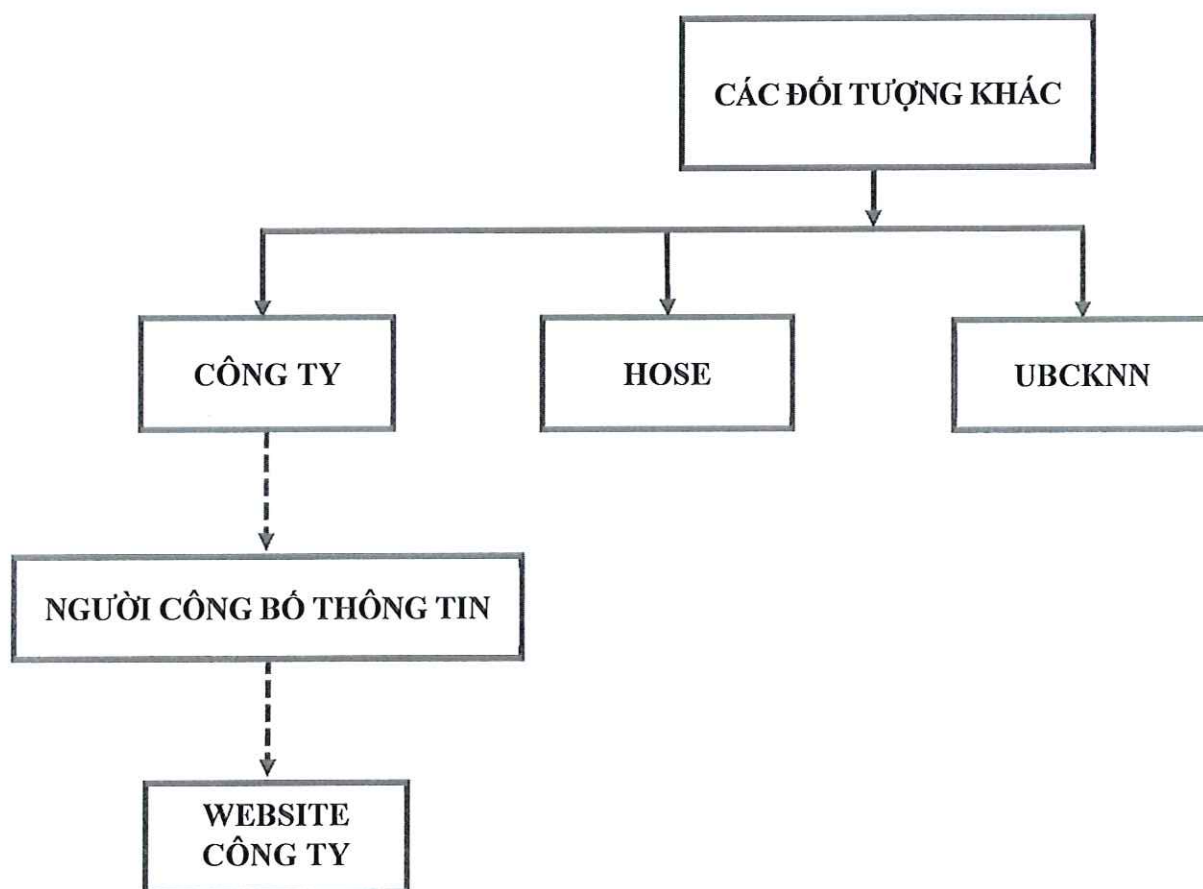 CÁC ĐỐI TƯỢNG KHÁC
CÔNG TY
HOSE
UBCKNN
NGƯỜI CÔNG BỐ THÔNG TIN
WEBSITE
CÔNG TY